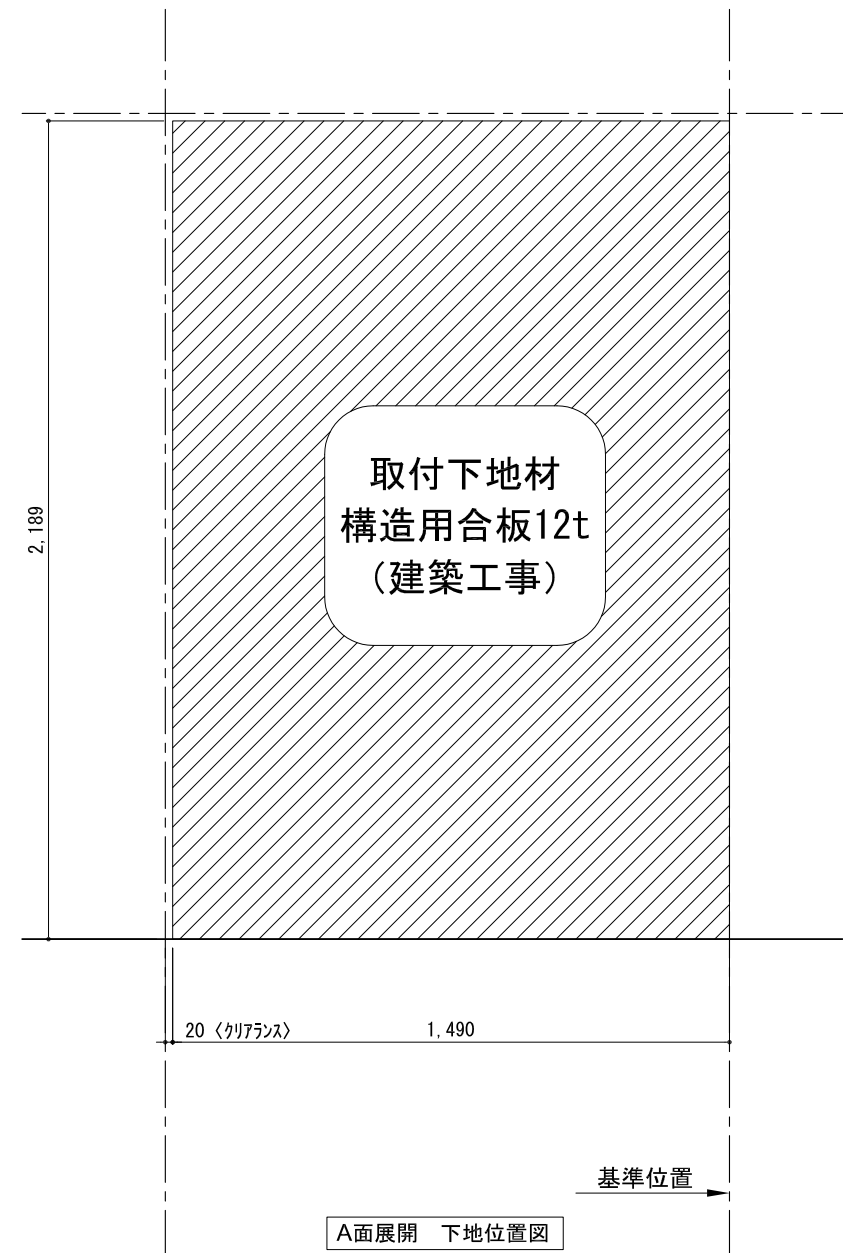 取付下地材
構造用合板12t
（建築工事）
2,189
20 〈クリアランス〉
1,490
基準位置
A面展開　下地位置図